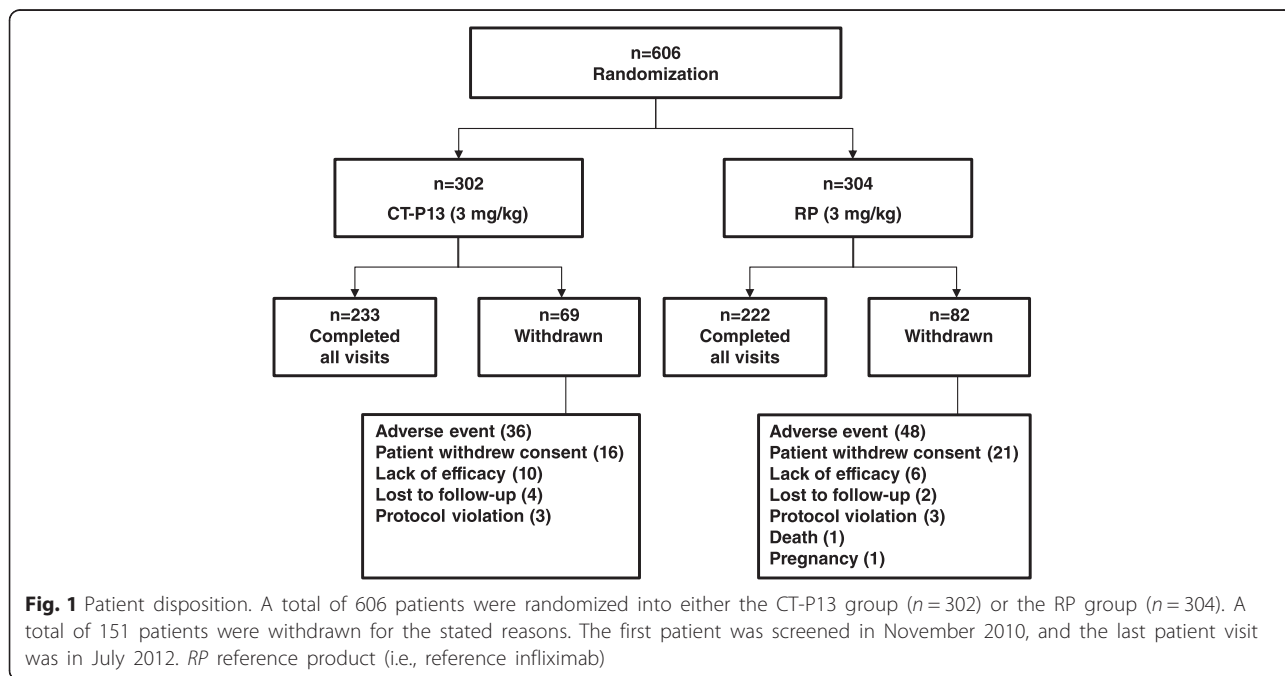 n=606
Randomization
n=302
CT-P13 (3 mg/kg)
n=304
RP (3 mg/kg)
n=233
Completed
all visits
n=69
Withdrawn
n=222
Completed
all visits
n=82
Withdrawn
Adverse event (36)
Patient withdrew consent (16)
Lack of efficacy (10)
Lost to follow-up (4)
Protocol violation (3)
Adverse event (48)
Patient withdrew consent (21)
Lack of efficacy (6)
Lost to follow-up (2)
Protocol violation (3)
Death (1)
Pregnancy (1)
Fig. 1 Patient disposition. A total of 606 patients were randomized into either the CT-P13 group (n = 302) or the RP group (n = 304). A
total of 151 patients were withdrawn for the stated reasons. The first patient was screened in November 2010, and the last patient visit
was in July 2012. RP reference product (i.e., reference infliximab)